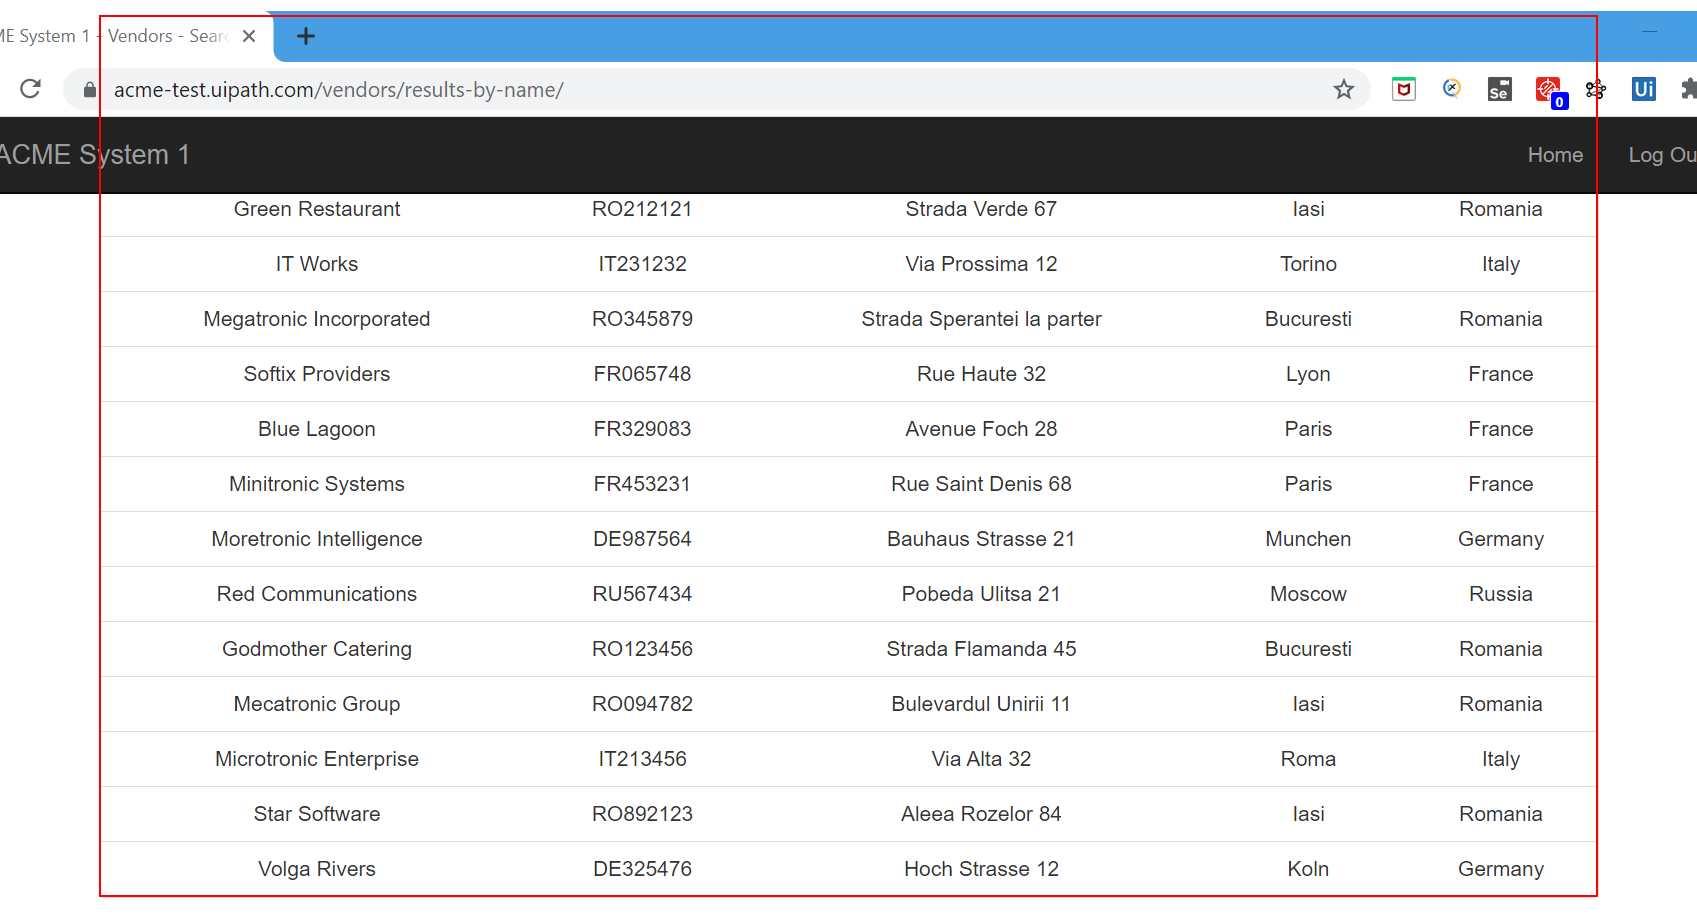 ME System 1 - Vendors - Sear
acme-test.uipath.com/vendors/results-by-name/
Se 0 Ui
ACME System 1 Home Log Ou
Green Restaurant RO212121 Strada Verde 67 Iasi Romania
IT Works IT231232 Via Prossima 12 Torino Italy
Megatronic Incorporated RO345879 Strada Sperantei la parter Bucuresti Romania
Softix Providers FR065748 Rue Haute 32 Lyon France
Blue Lagoon FR329083 Avenue Foch 28 Paris France
Minitronic Systems FR453231 Rue Saint Denis 68 Paris France
Moretronic Intelligence DE987564 Bauhaus Strasse 21 Munchen Germany
Red Communications RU567434 Pobeda Ulitsa 21 Moscow Russia
Godmother Catering RO123456 Strada Flamanda 45 Bucuresti Romania
Mecatronic Group RO094782 Bulevardul Unirii 11 Iasi Romania
Microtronic Enterprise IT213456 Via Alta 32 Roma Italy
Star Software RO892123 Aleea Rozelor 84 Iasi Romania
Volga Rivers DE325476 Hoch Strasse 12 Koln Germany